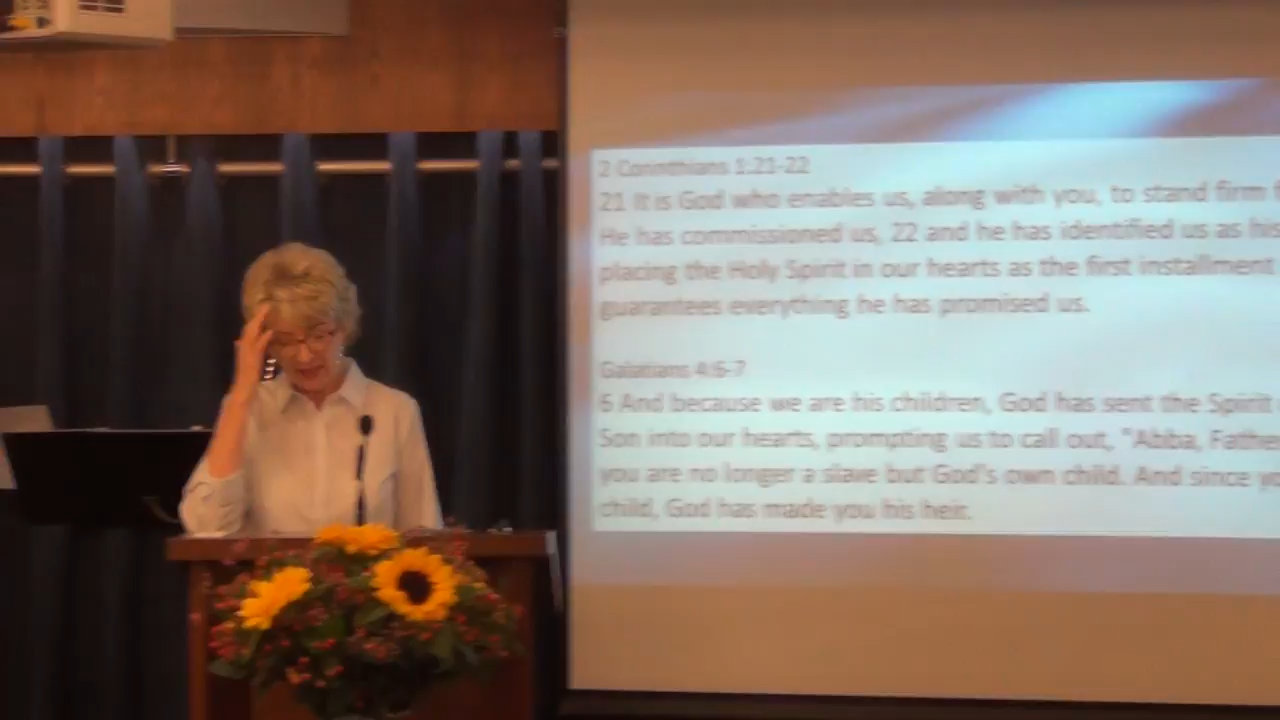 2 Corinthians 1:21-22
21 It is God who enables us, along with you, to stand firm
He has commissioned us, 22 and he has identified us as his
placing the Holy Spirit in our hearts as the first installment
guarantees everything he has promised us.
Galatians 4:6-7
6 And because we are his children, God has sent the Spirit
Son into our hearts, prompting us to call out, "Abba, Fathe
you are no longer a slave but God's own child. And since yo
child, God has made you his heir.